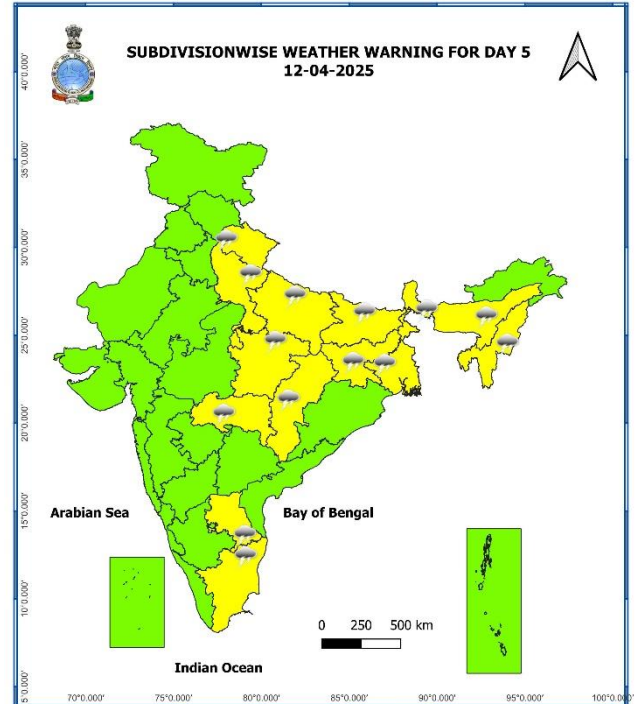 SUBDIVISIONWISE WEATHER WARNING FOR DAY 5
12-04-2025
40°0.000'
35°0.000'
30°0.000'
25°0.000'
20°0.000'
15°0.000'
10°0.000'
5°0.000'
Arabian Sea
Bay of Bengal
0 250 500 km
Indian Ocean
70°0.000' 75°0.000' 80°0.000' 85°0.000' 90°0.000' 95°0.000' 100°0.000'